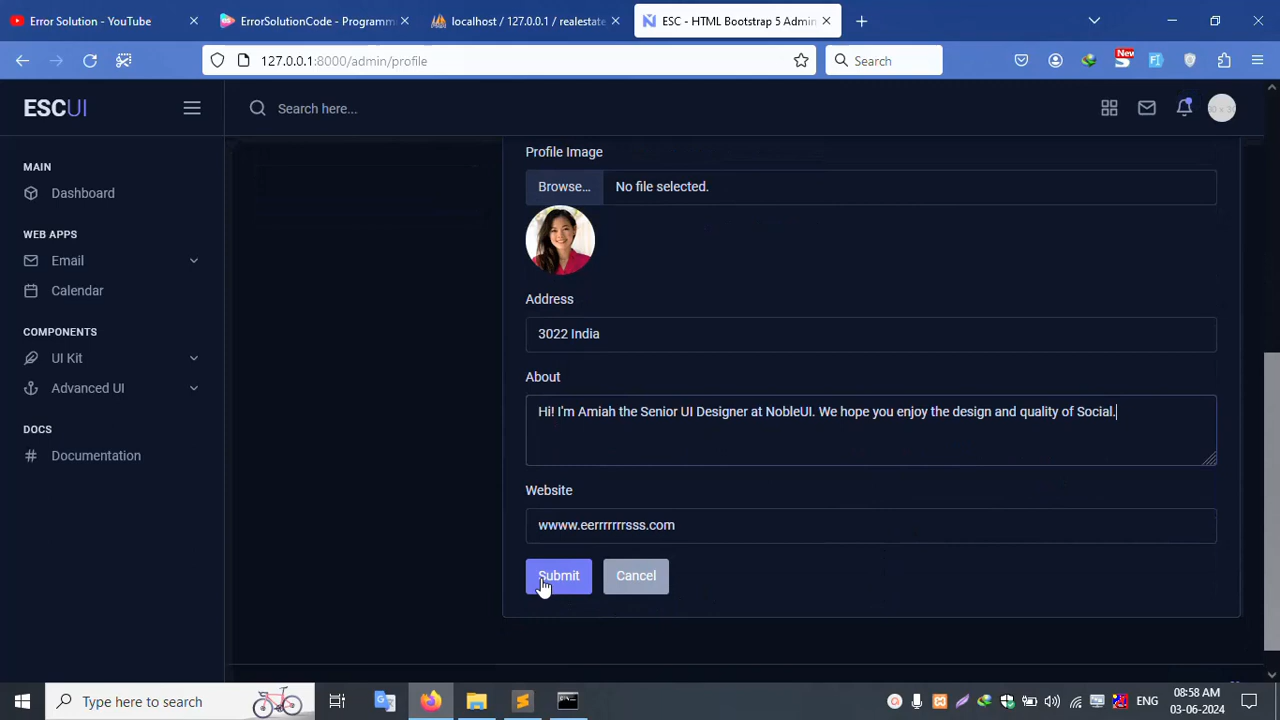 Error Solution - YouTube
ErrorSolutionCode - Programm
localhost / 127.0.0.1 / realestate
ESC - HTML Bootstrap 5 Admin
127.0.0.1:8000/admin/profile
Search
New
ESCUI
Search here...
MAIN
Dashboard
WEB APPS
Email
Calendar
COMPONENTS
UI Kit
Advanced UI
DOCS
Documentation
Profile Image
Browse...
No file selected.
Address
3022 India
About
Hi! I'm Amiah the Senior UI Designer at NobleUI. We hope you enjoy the design and quality of Social.
Website
wwww.eerrrrrrrsss.com
Submit
Cancel
Type here to search
ENG
08:58 AM
03-06-2024